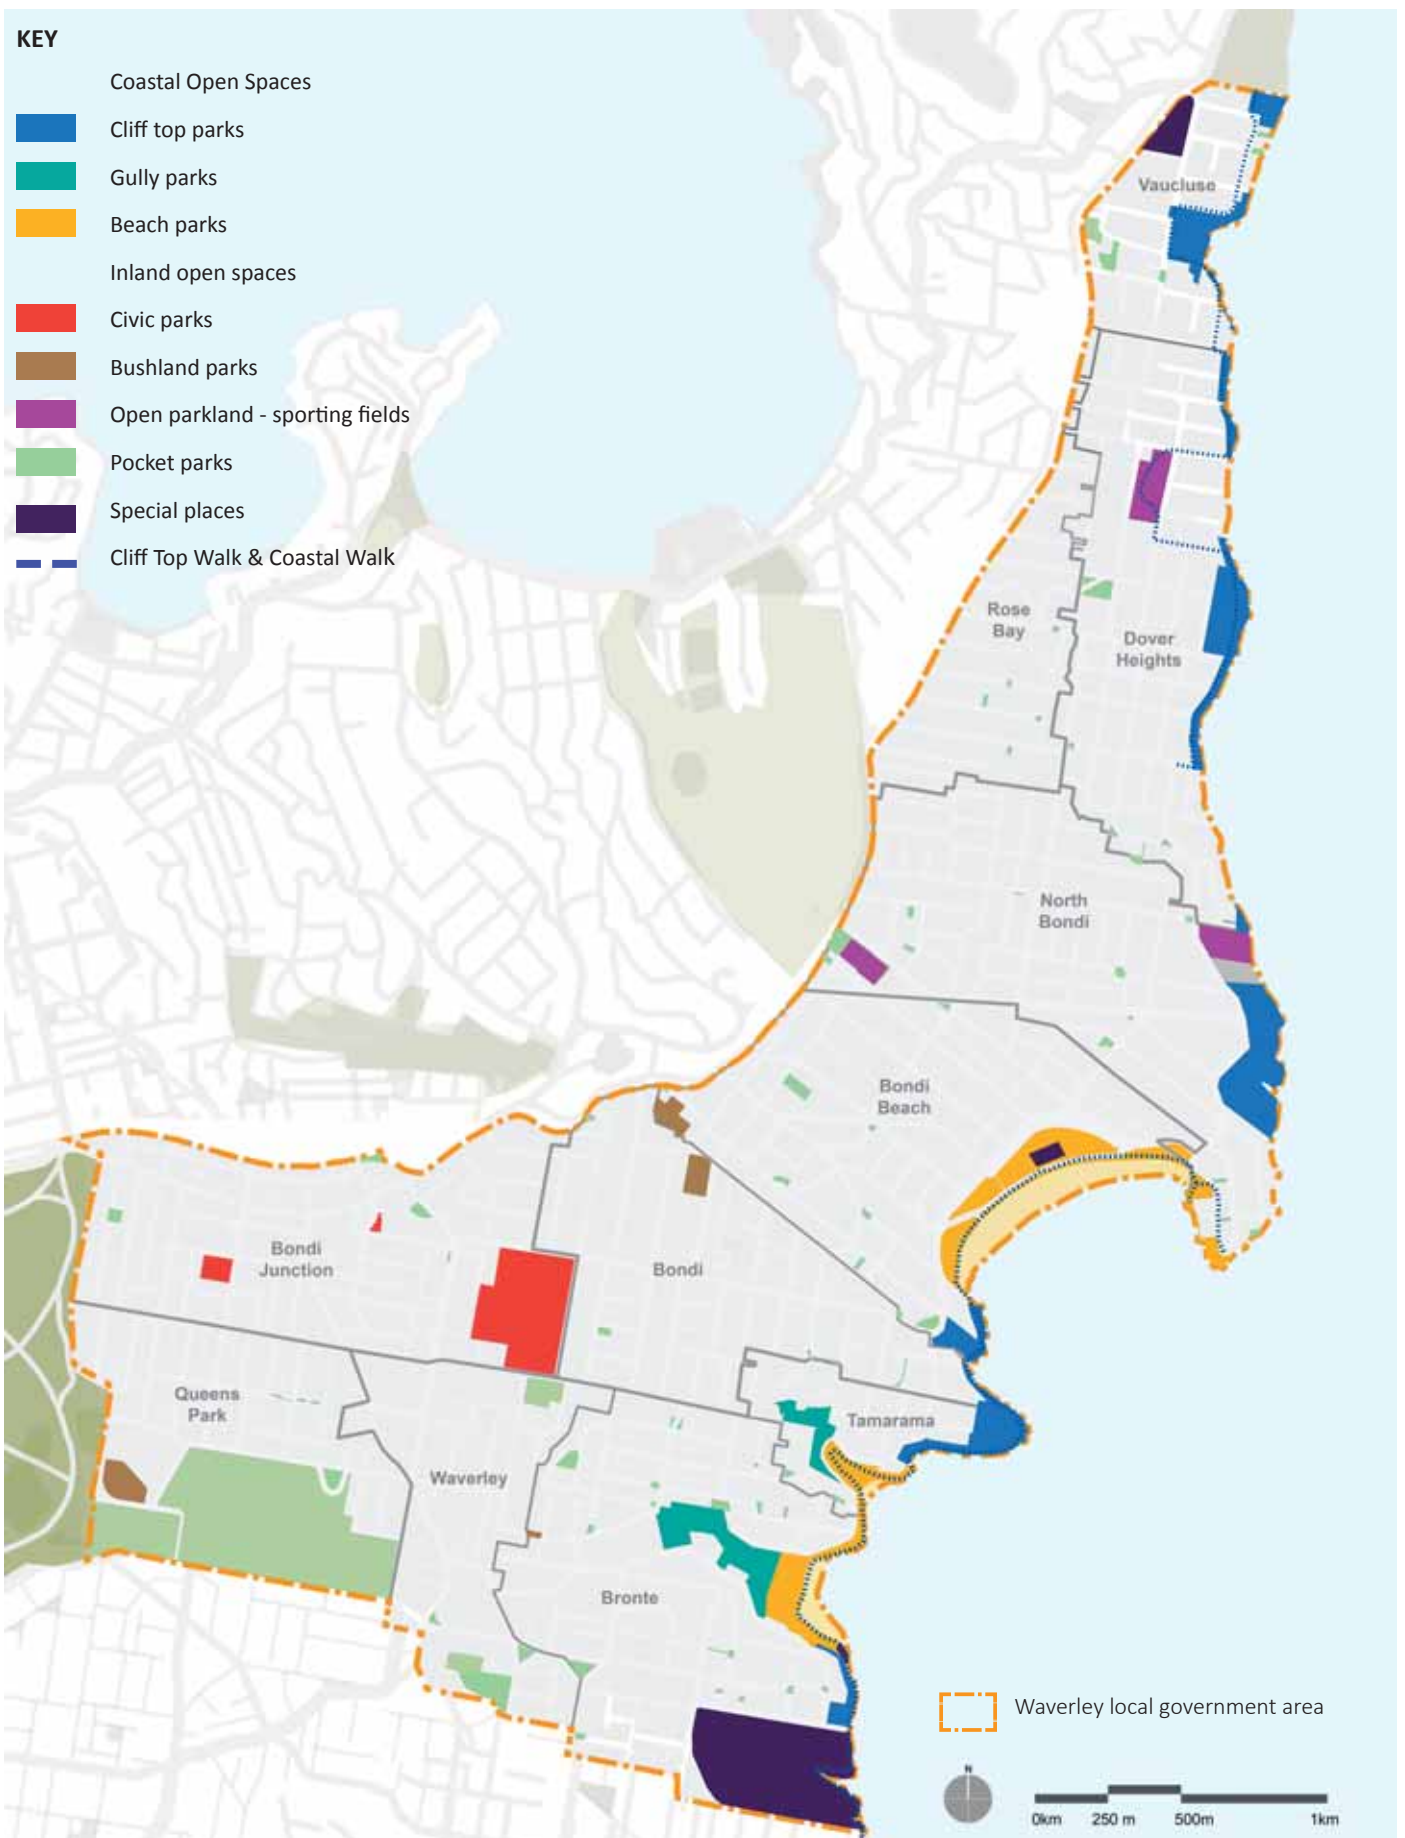 KEY
Coastal Open Spaces
Cliff top parks
Gully parks
Beach parks
Inland open spaces
Civic parks
Bushland parks
Open parkland - sporting fields
Pocket parks
Special places
Cliff Top Walk & Coastal Walk
Vaucluse
Rose
Bay
Dover
Heights
North
Bondi
Bondi
Beach
Bondi
Junction
Bondi
Queens
Park
Tamarama
Waverley
Bronte
Waverley local government area
N
0km 250 m 500m 1km